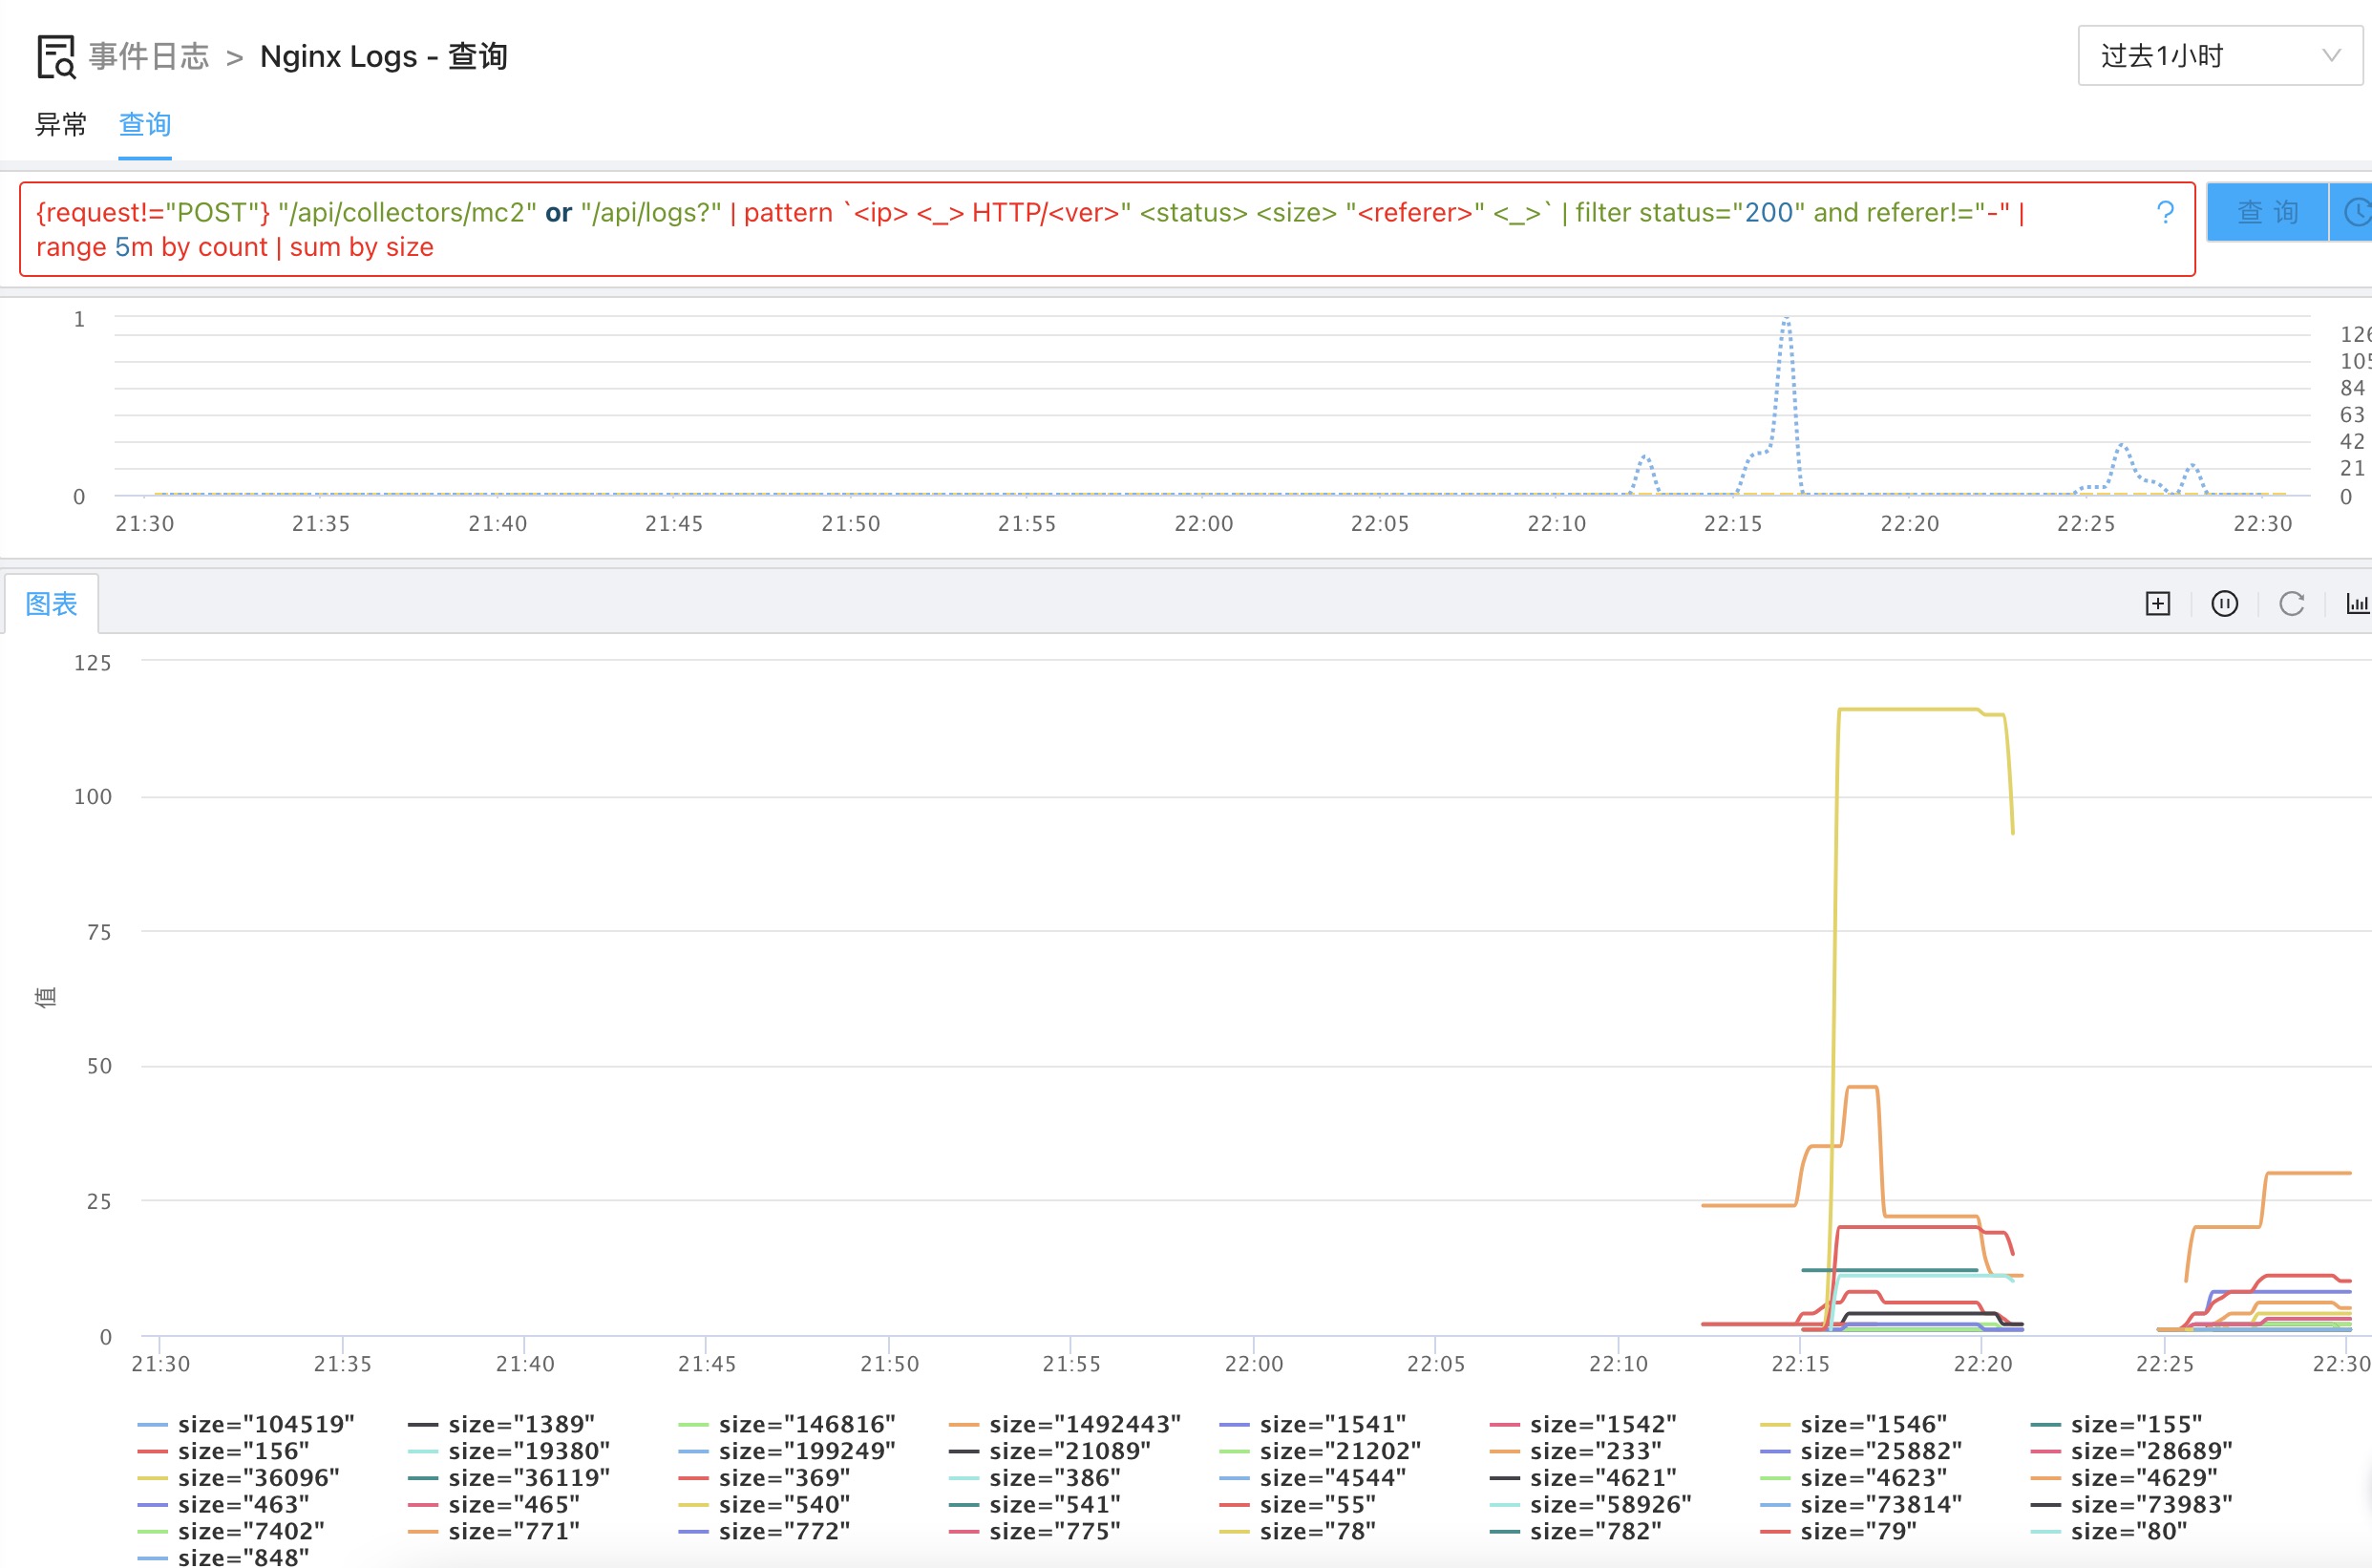 事件日志 > Nginx Logs - 查询
过去1小时
异常 查询
{request!="POST"} "/api/collectors/mc2" or "/api/logs?" | pattern `<ip> <_> HTTP/<ver>" <status> <size> "<referer>" <_>` | filter status="200" and referer!="-" |
range 5m by count | sum by size
?
查 询
1
0
126
105
84
63
42
21
0
21:30 21:35 21:40 21:45 21:50 21:55 22:00 22:05 22:10 22:15 22:20 22:25 22:30
图表
125
100
75
50
25
0
值
21:30 21:35 21:40 21:45 21:50 21:55 22:00 22:05 22:10 22:15 22:20 22:25 22:30
size="104519" size="1389" size="146816" size="1492443" size="1541" size="1542" size="1546" size="155"
size="156" size="19380" size="199249" size="21089" size="21202" size="233" size="25882" size="28689"
size="36096" size="36119" size="369" size="386" size="4544" size="4621" size="4623" size="4629"
size="463" size="465" size="540" size="541" size="55" size="58926" size="73814" size="73983"
size="7402" size="771" size="772" size="775" size="78" size="782" size="79" size="80"
size="848"